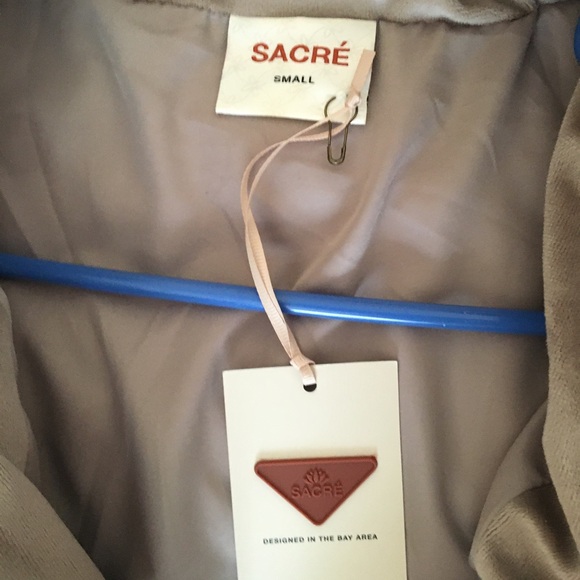 SACRÉ
SMALL
SACRÉ
DESIGNED IN THE BAY AREA